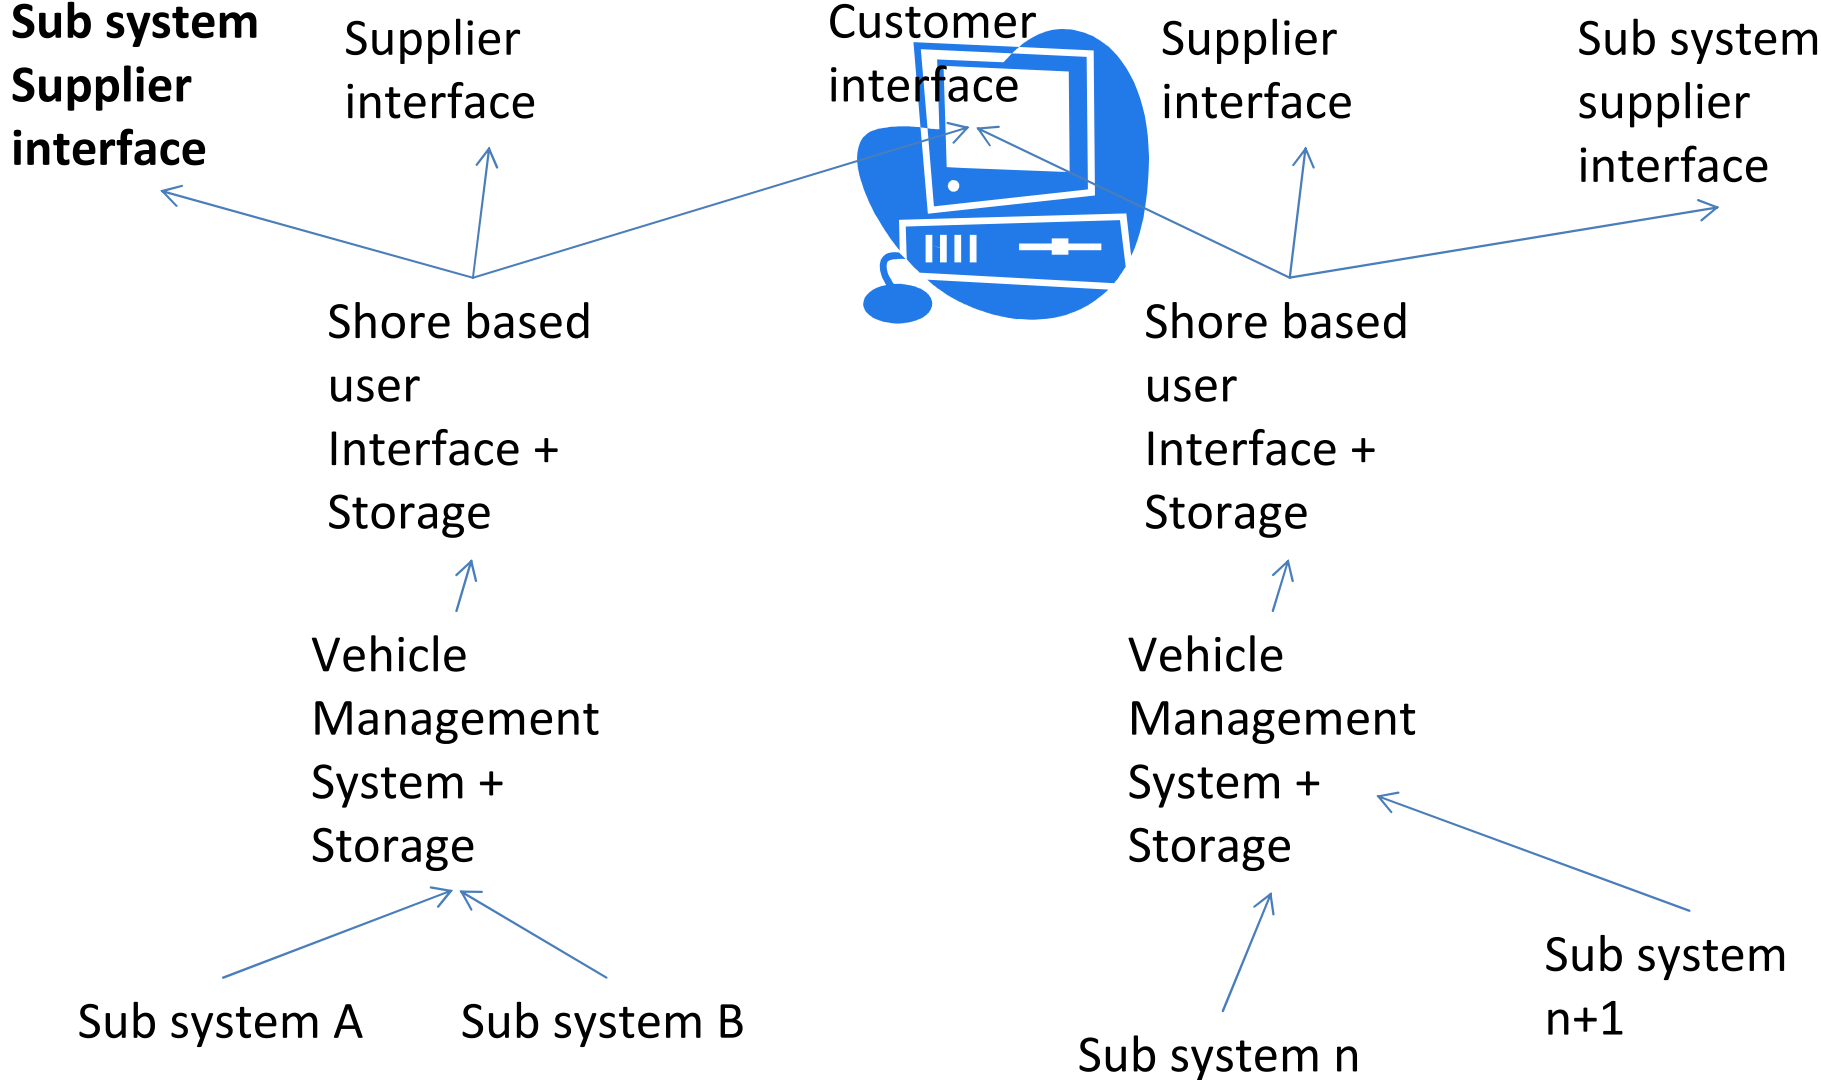 Sub system
Supplier
interface
Supplier
interface
Customer
interface
Supplier
interface
Sub system
supplier
interface
Shore based
user
Interface +
Storage
Shore based
user
Interface +
Storage
Vehicle
Management
System +
Storage
Vehicle
Management
System +
Storage
Sub system A
Sub system B
Sub system n
Sub system
n+1